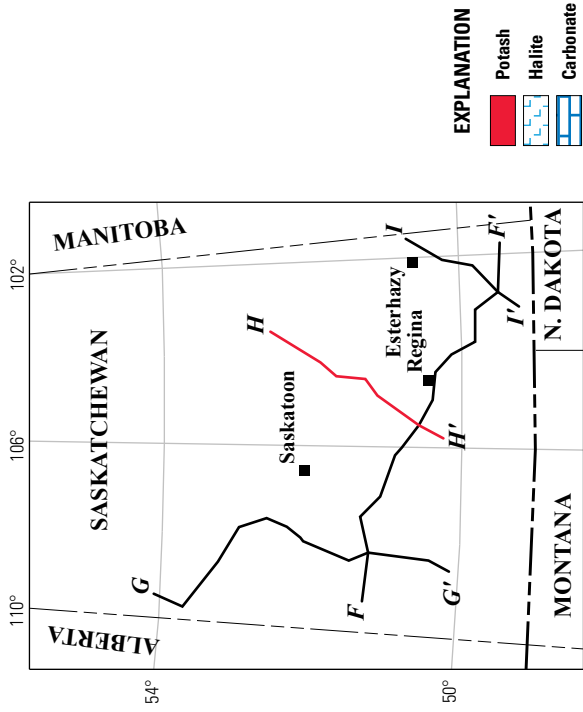 110°
106°
102°
ALBERTA
SASKATCHEWAN
MANITOBA
54°
G
H
Saskatoon
Esterhazy
I
Regina
F
H'
F'
50°
G'
I'
MONTANA
N. DAKOTA
EXPLANATION
Potash
Halite
Carbonate